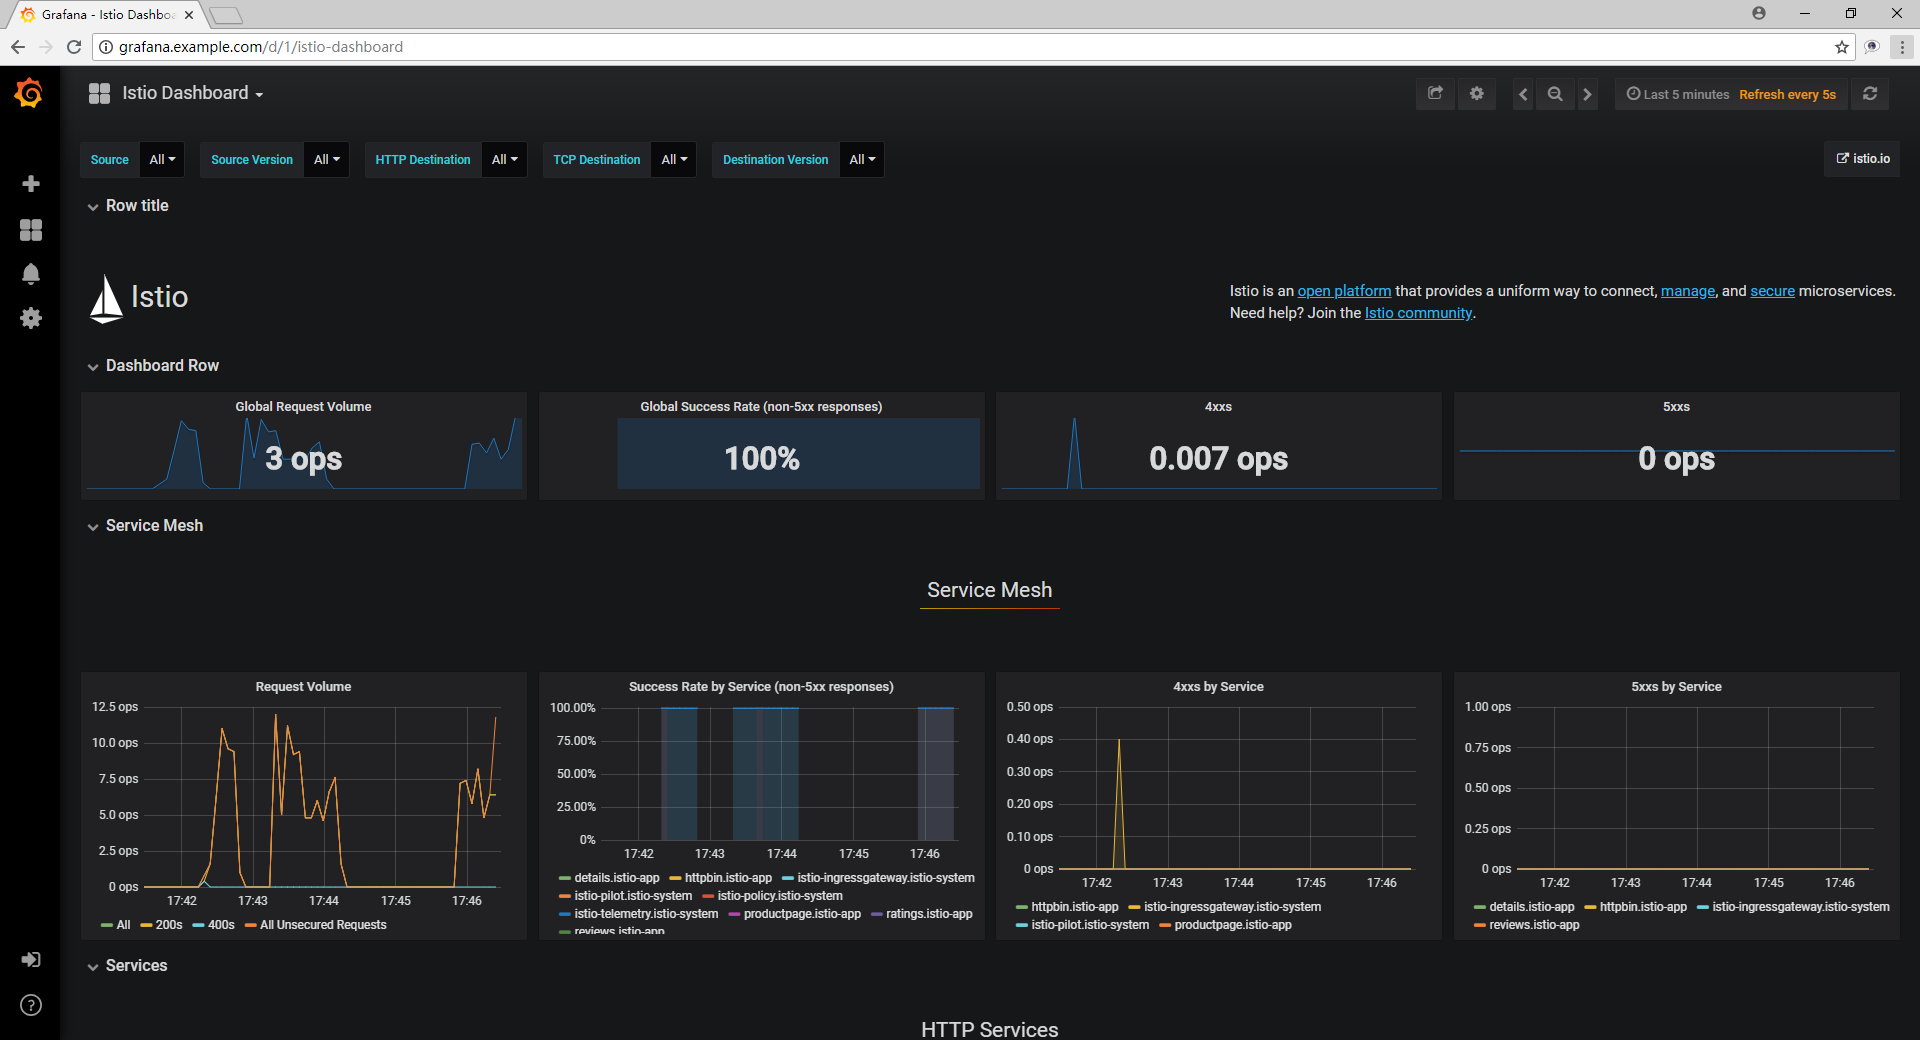 Grafana - Istio Dashbo
grafana.example.com/d/1/istio-dashboard
Istio Dashboard
Last 5 minutes Refresh every 5s
Source All Source Version All HTTP Destination All TCP Destination All Destination Version All istio.io
Row title
Istio
Istio is an open platform that provides a uniform way to connect, manage, and secure microservices.
Need help? Join the Istio community.
Dashboard Row
Global Request Volume
3 ops
Global Success Rate (non-5xx responses)
100%
4xxs
0.007 ops
5xxs
0 ops
Service Mesh
Service Mesh
Request Volume
12.5 ops
10.0 ops
7.5 ops
5.0 ops
2.5 ops
0 ops
17:42 17:43 17:44 17:45 17:46
All 200s 400s All Unsecured Requests
Success Rate by Service (non-5xx responses)
100.00%
75.00%
50.00%
25.00%
0%
17:42 17:43 17:44 17:45 17:46
details.istio-app httpbin.istio-app istio-ingressgateway.istio-system
istio-pilot.istio-system istio-policy.istio-system
istio-telemetry.istio-system productpage.istio-app ratings.istio-app
reviews.istio-app
4xxs by Service
0.50 ops
0.40 ops
0.30 ops
0.20 ops
0.10 ops
0 ops
17:42 17:43 17:44 17:45 17:46
httpbin.istio-app istio-ingressgateway.istio-system
istio-pilot.istio-system productpage.istio-app
5xxs by Service
1.00 ops
0.75 ops
0.50 ops
0.25 ops
0 ops
17:42 17:43 17:44 17:45 17:46
details.istio-app httpbin.istio-app istio-ingressgateway.istio-system
reviews.istio-app
Services
HTTP Services